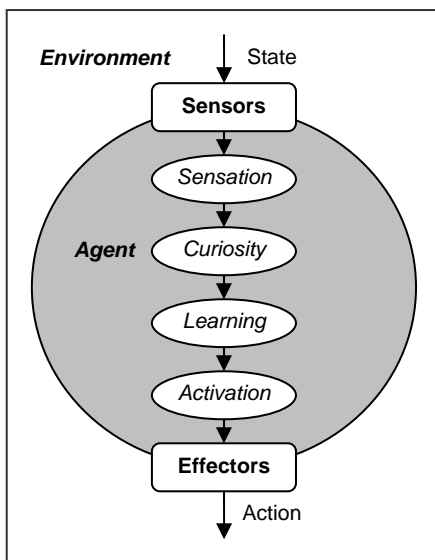 Environment
State
Sensors
Sensation
Agent
Curiosity
Learning
Activation
Effectors
Action